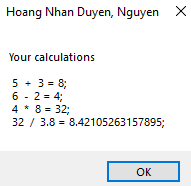 Hoang Nhan Duyen, Nguyen
Your calculations
5 + 3 = 8;
6 - 2 = 4;
4 * 8 = 32;
32 / 3.8 = 8.42105263157895;
OK